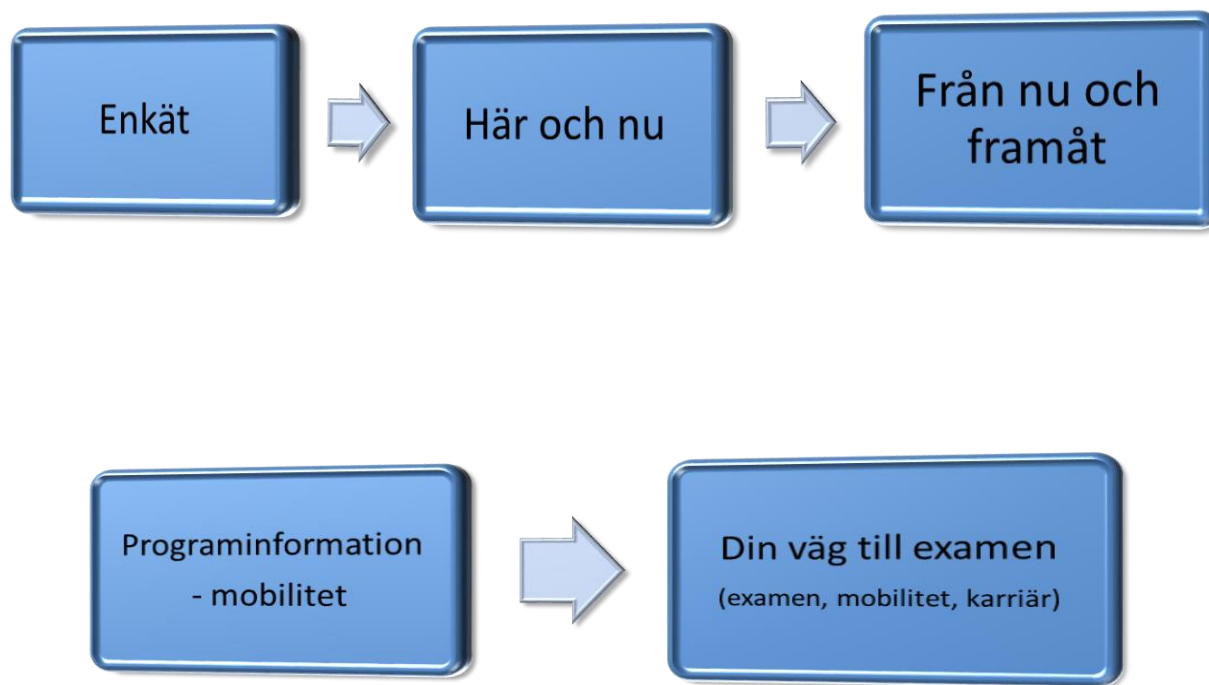 Enkät
Här och nu
Från nu och
framåt
Programinformation
- mobilitet
Din väg till examen
(examen, mobilitet, karriär)